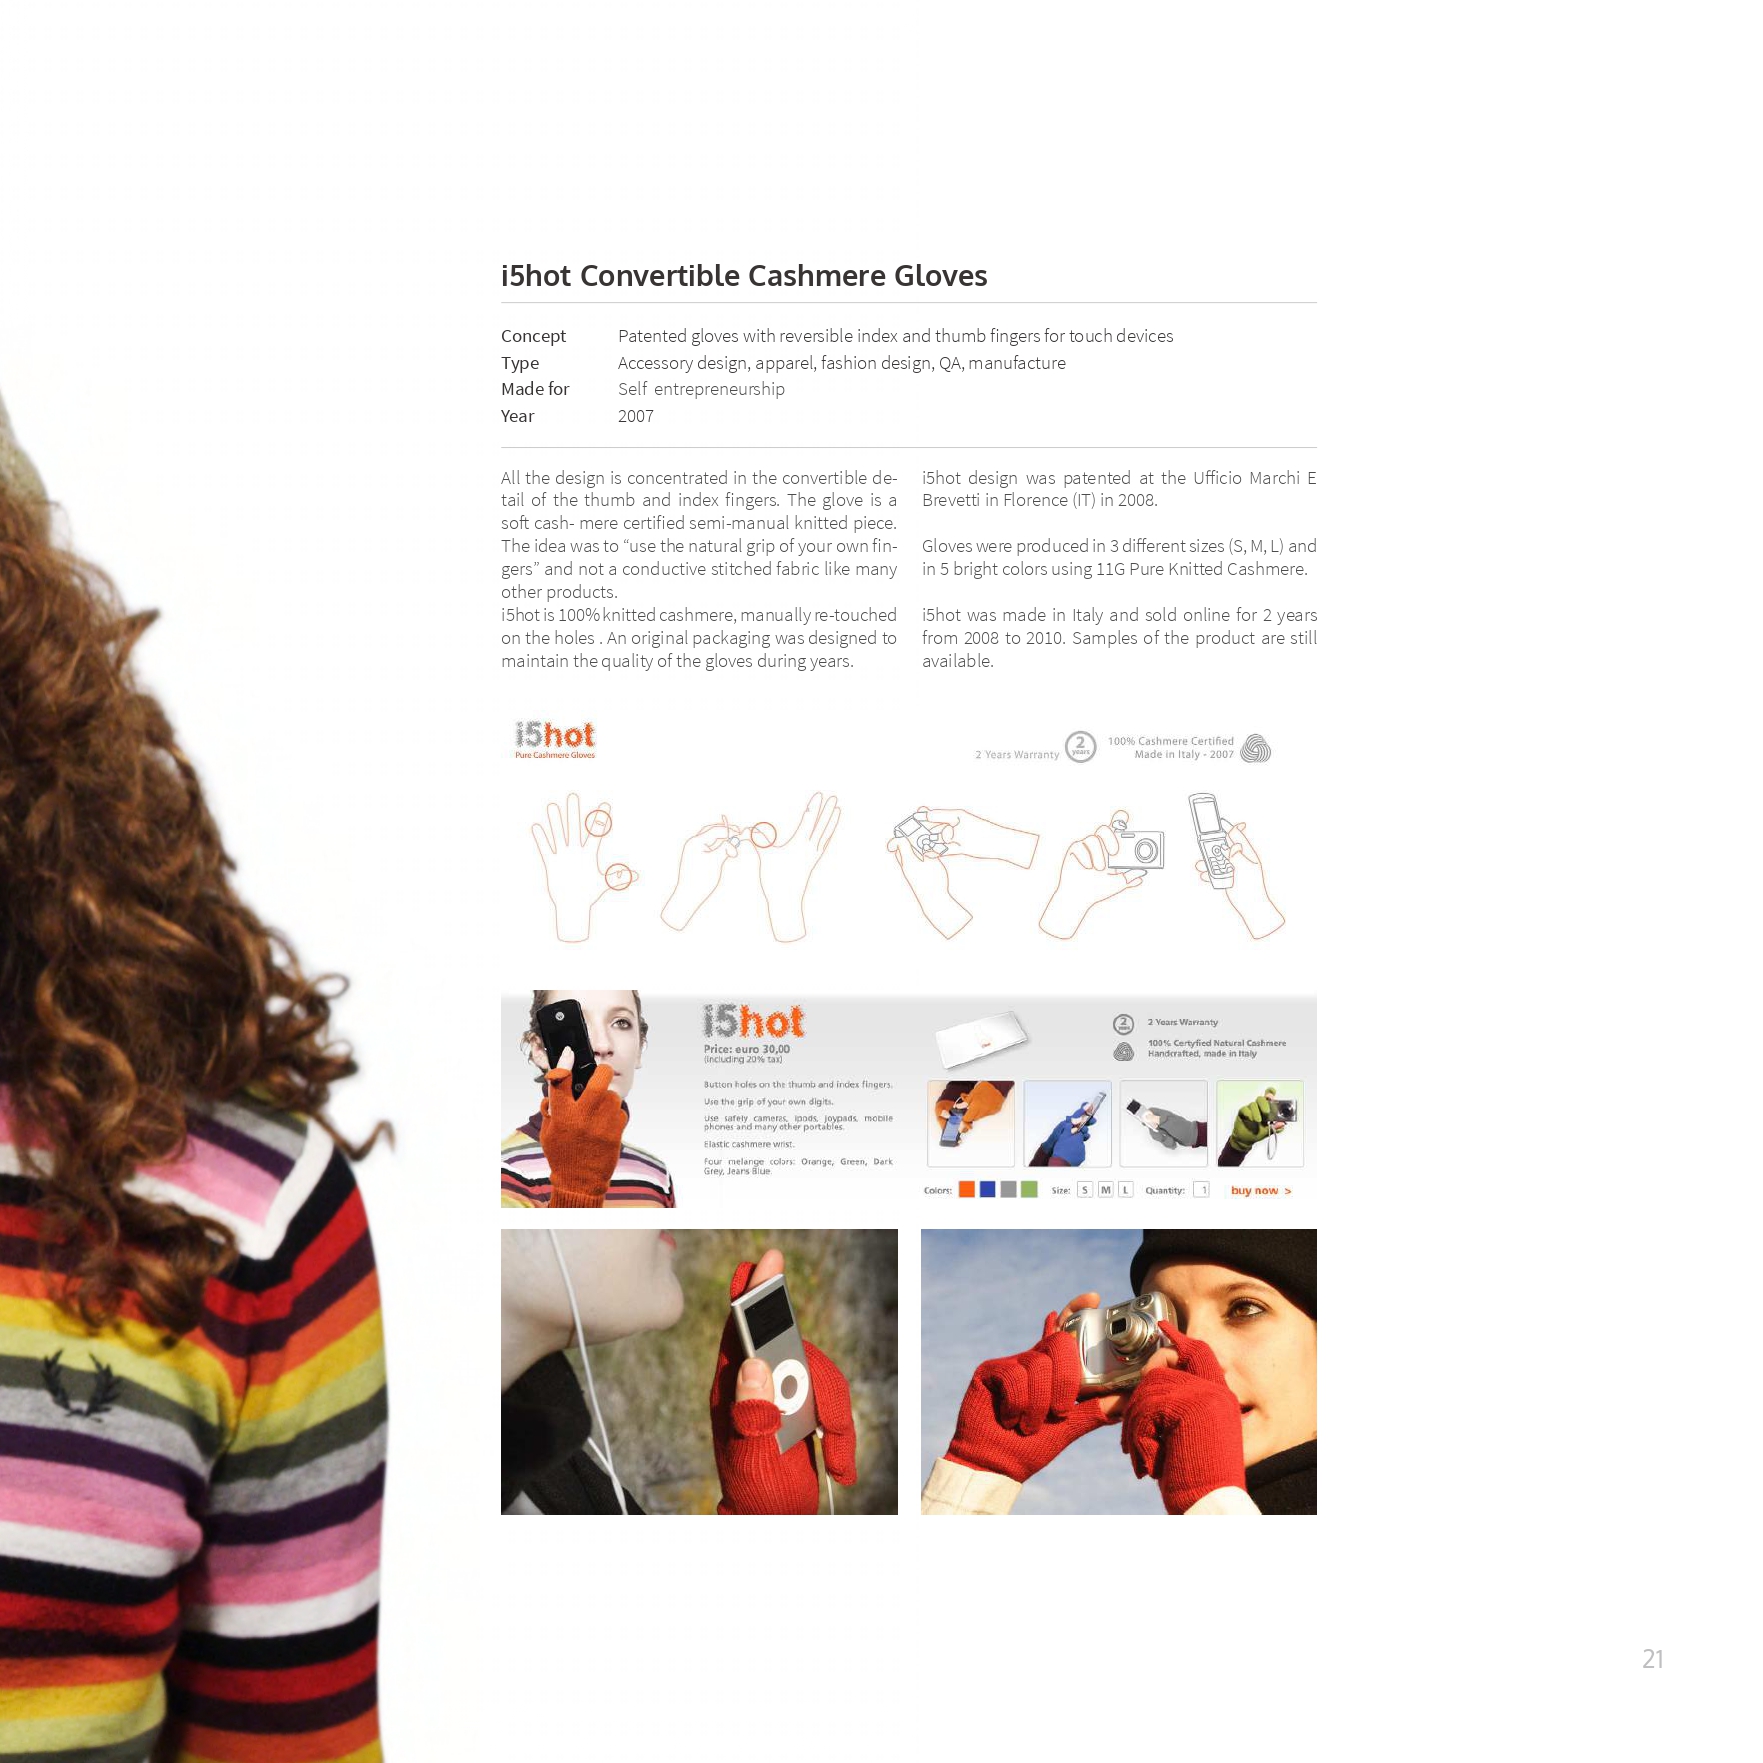 i5hot Convertible Cashmere Gloves
Concept Patented gloves with reversible index and thumb fingers for touch devices
Type Accessory design, apparel, fashion design, QA, manufacture
Made for Self entrepreneurship
Year 2007
All the design is concentrated in the convertible de-
tail of the thumb and index fingers. The glove is a
soft cash- mere certified semi-manual knitted piece.
The idea was to “use the natural grip of your own fin-
gers” and not a conductive stitched fabric like many
other products.
i5hot is 100% knitted cashmere, manually re-touched
on the holes . An original packaging was designed to
maintain the quality of the gloves during years.
i5hot design was patented at the Ufficio Marchi E
Brevetti in Florence (IT) in 2008.
Gloves were produced in 3 different sizes (S, M, L) and
in 5 bright colors using 11G Pure Knitted Cashmere.
i5hot was made in Italy and sold online for 2 years
from 2008 to 2010. Samples of the product are still
available.
i5hot
Pure Cashmere Gloves
2 Years Warranty
2
years
100% Cashmere Certified
Made in Italy - 2007
i5hot
Price: euro 30,00
(including 20% tax)
Button holes on the thumb and index fingers.
Use the grip of your own digits.
Use safely cameras, ipods, joypads, mobile
phones and many other portables.
Elastic cashmere wrist.
Four melange colors: Orange, Green, Dark
Grey, Jeans Blue.
2
years
2 Years Warranty
100% Certyfied Natural Cashmere
Handcrafted, made in Italy
Colors: Size: S M L Quantity: 1 buy now >
21